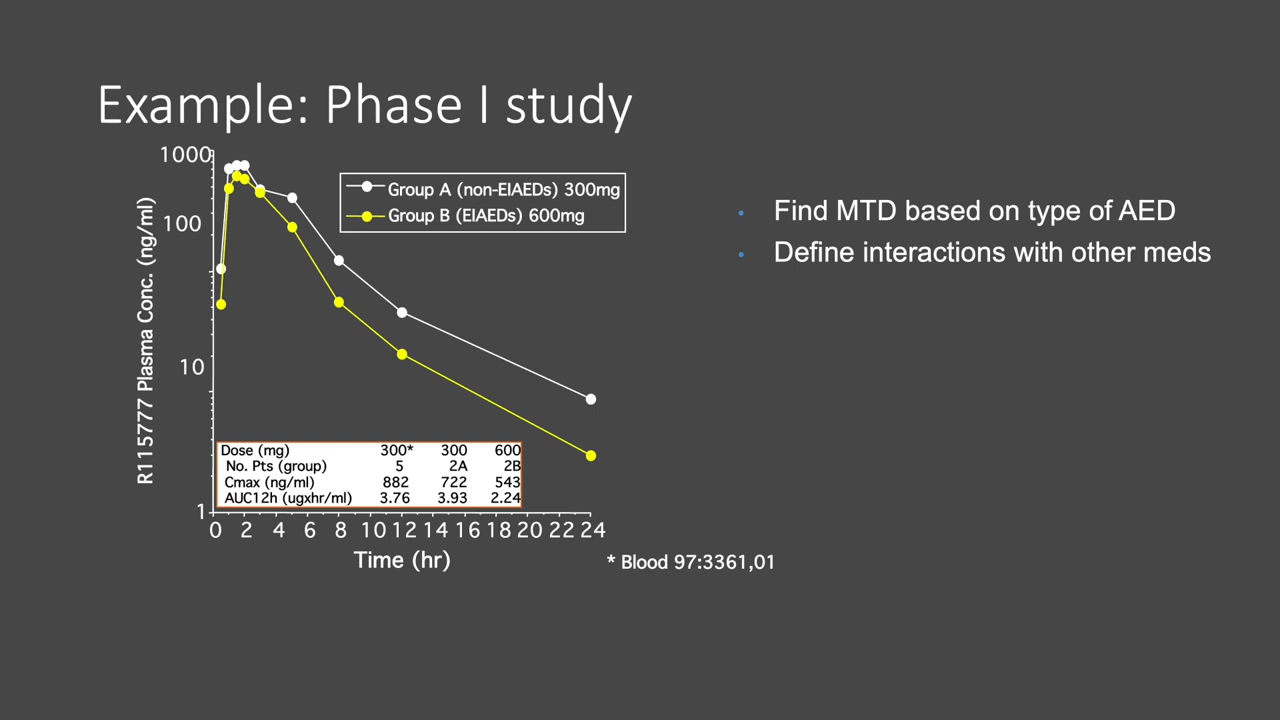 Example: Phase I study
1000
100
10
1
R115777 Plasma Conc. (ng/ml)
Group A (non-EIAEDs) 300mg
Group B (EIAEDs) 600mg
Dose (mg) 300* 300 600
No. Pts (group) 5 2A 2B
Cmax (ng/ml) 882 722 543
AUC12h (ugxhr/ml) 3.76 3.93 2.24
0 2 4 6 8 10 12 14 16 18 20 22 24
Time (hr)
* Blood 97:3361,01
• Find MTD based on type of AED
• Define interactions with other meds